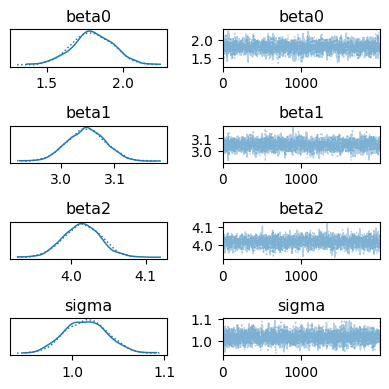 beta0 beta0
2.0
1.5
1.5 2.0 0 1000
beta1 beta1
3.1
3.0
3.0 3.1 0 1000
beta2 beta2
4.1
4.0
4.0 4.1 0 1000
sigma sigma
1.1
1.0
1.0 1.1 0 1000